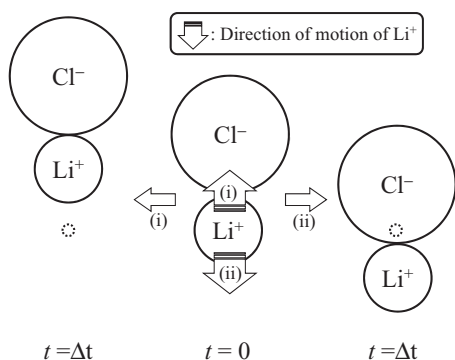 : Direction of motion of Li⁺
Cl⁻
Li⁺
(i)
Cl⁻
(i)
Li⁺
(ii)
(ii)
Cl⁻
Li⁺
t =Δt
t = 0
t =Δt